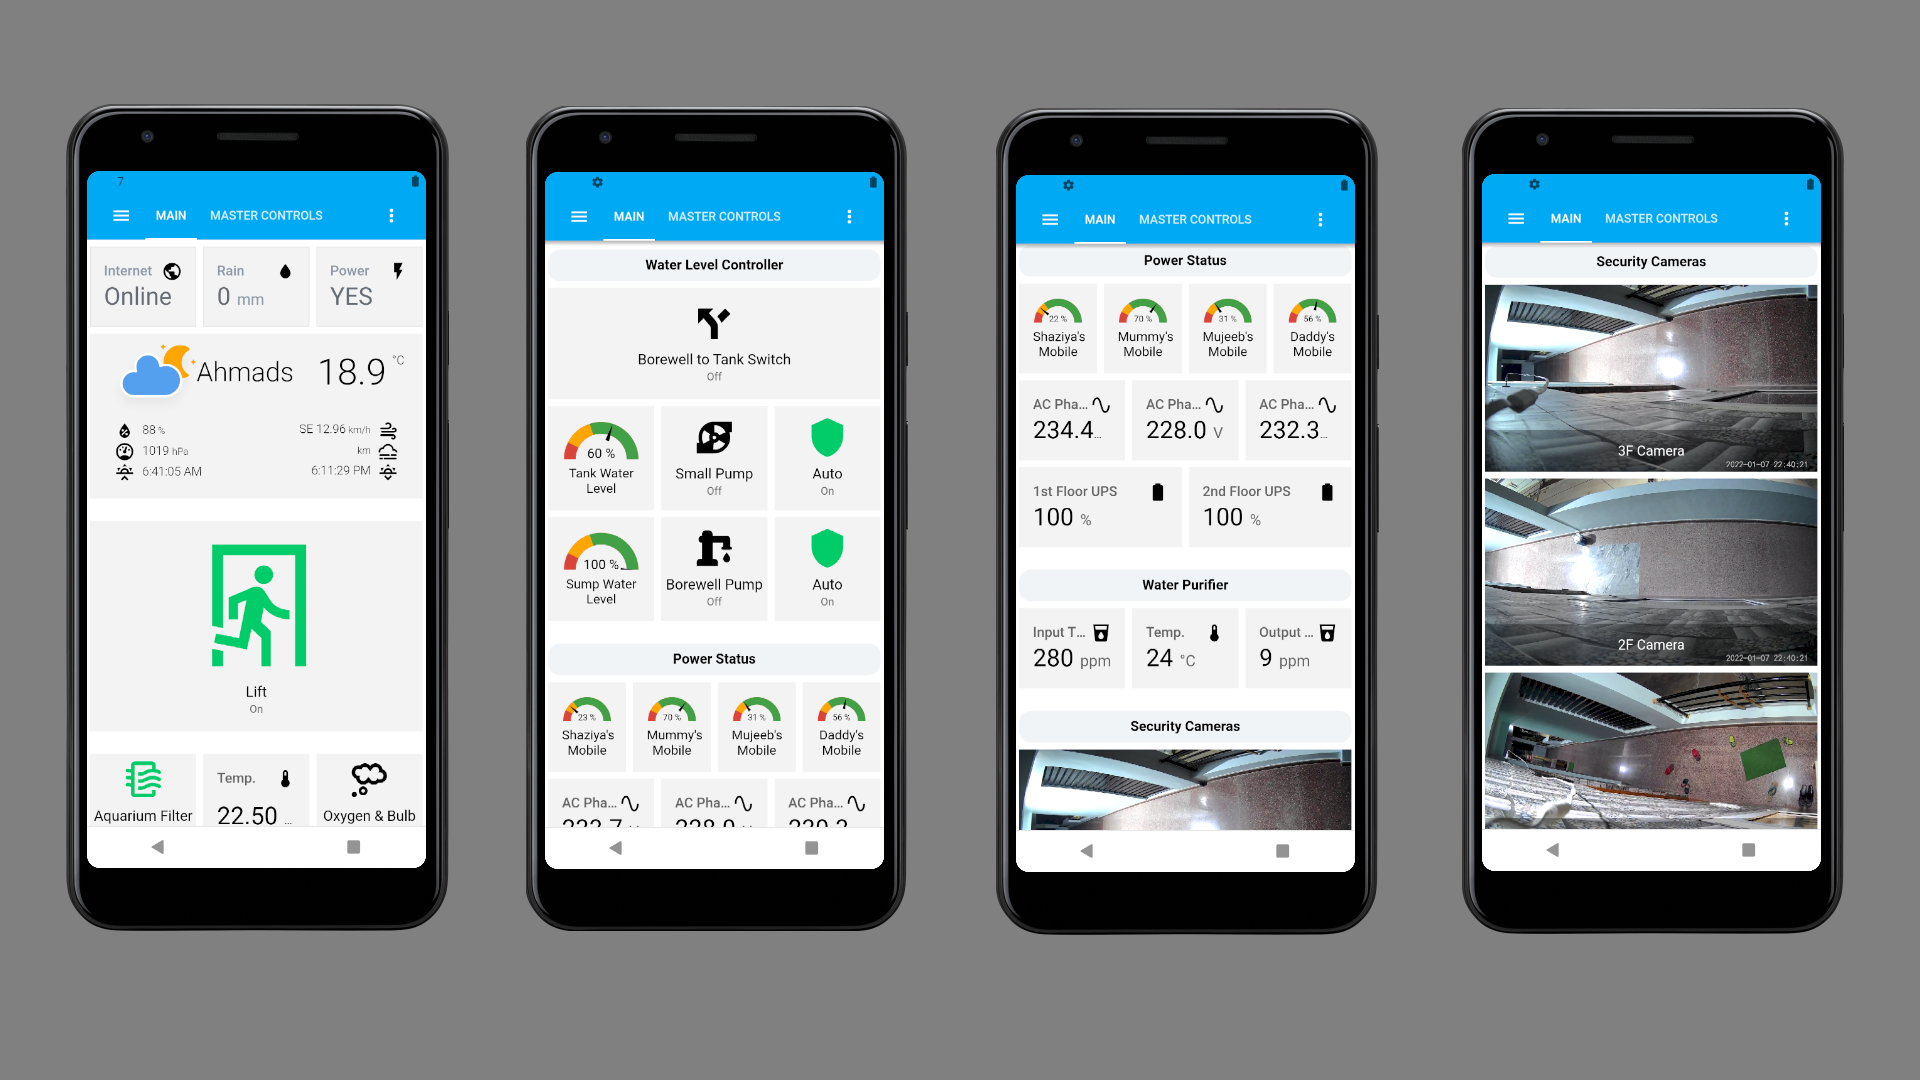 7
MAIN MASTER CONTROLS
Internet
Online
Rain
0 mm
Power
YES
Ahmads 18.9 °C
88 % SE 12.96 km/h
1019 hPa km
6:41:05 AM 6:11:29 PM
Lift
On
Aquarium Filter
Temp.
22.50 ...
Oxygen & Bulb
MAIN MASTER CONTROLS
Water Level Controller
Borewell to Tank Switch
Off
60 %
Tank Water
Level
Small Pump
Off
Auto
On
100 %
Sump Water
Level
Borewell Pump
Off
Auto
On
Power Status
23 %
Shaziya's
Mobile
70 %
Mummy's
Mobile
31 %
Mujeeb's
Mobile
56 %
Daddy's
Mobile
AC Pha...
AC Pha...
AC Pha...
MAIN MASTER CONTROLS
Power Status
22 %
Shaziya's
Mobile
70 %
Mummy's
Mobile
31 %
Mujeeb's
Mobile
56 %
Daddy's
Mobile
AC Pha...
234.4...
AC Pha...
228.0 V
AC Pha...
232.3...
1st Floor UPS
100 %
2nd Floor UPS
100 %
Water Purifier
Input T...
280 ppm
Temp.
24 °C
Output ...
9 ppm
Security Cameras
MAIN MASTER CONTROLS
Security Cameras
3F Camera
2022-01-07 22:40:21
2F Camera
2022-01-07 22:40:21